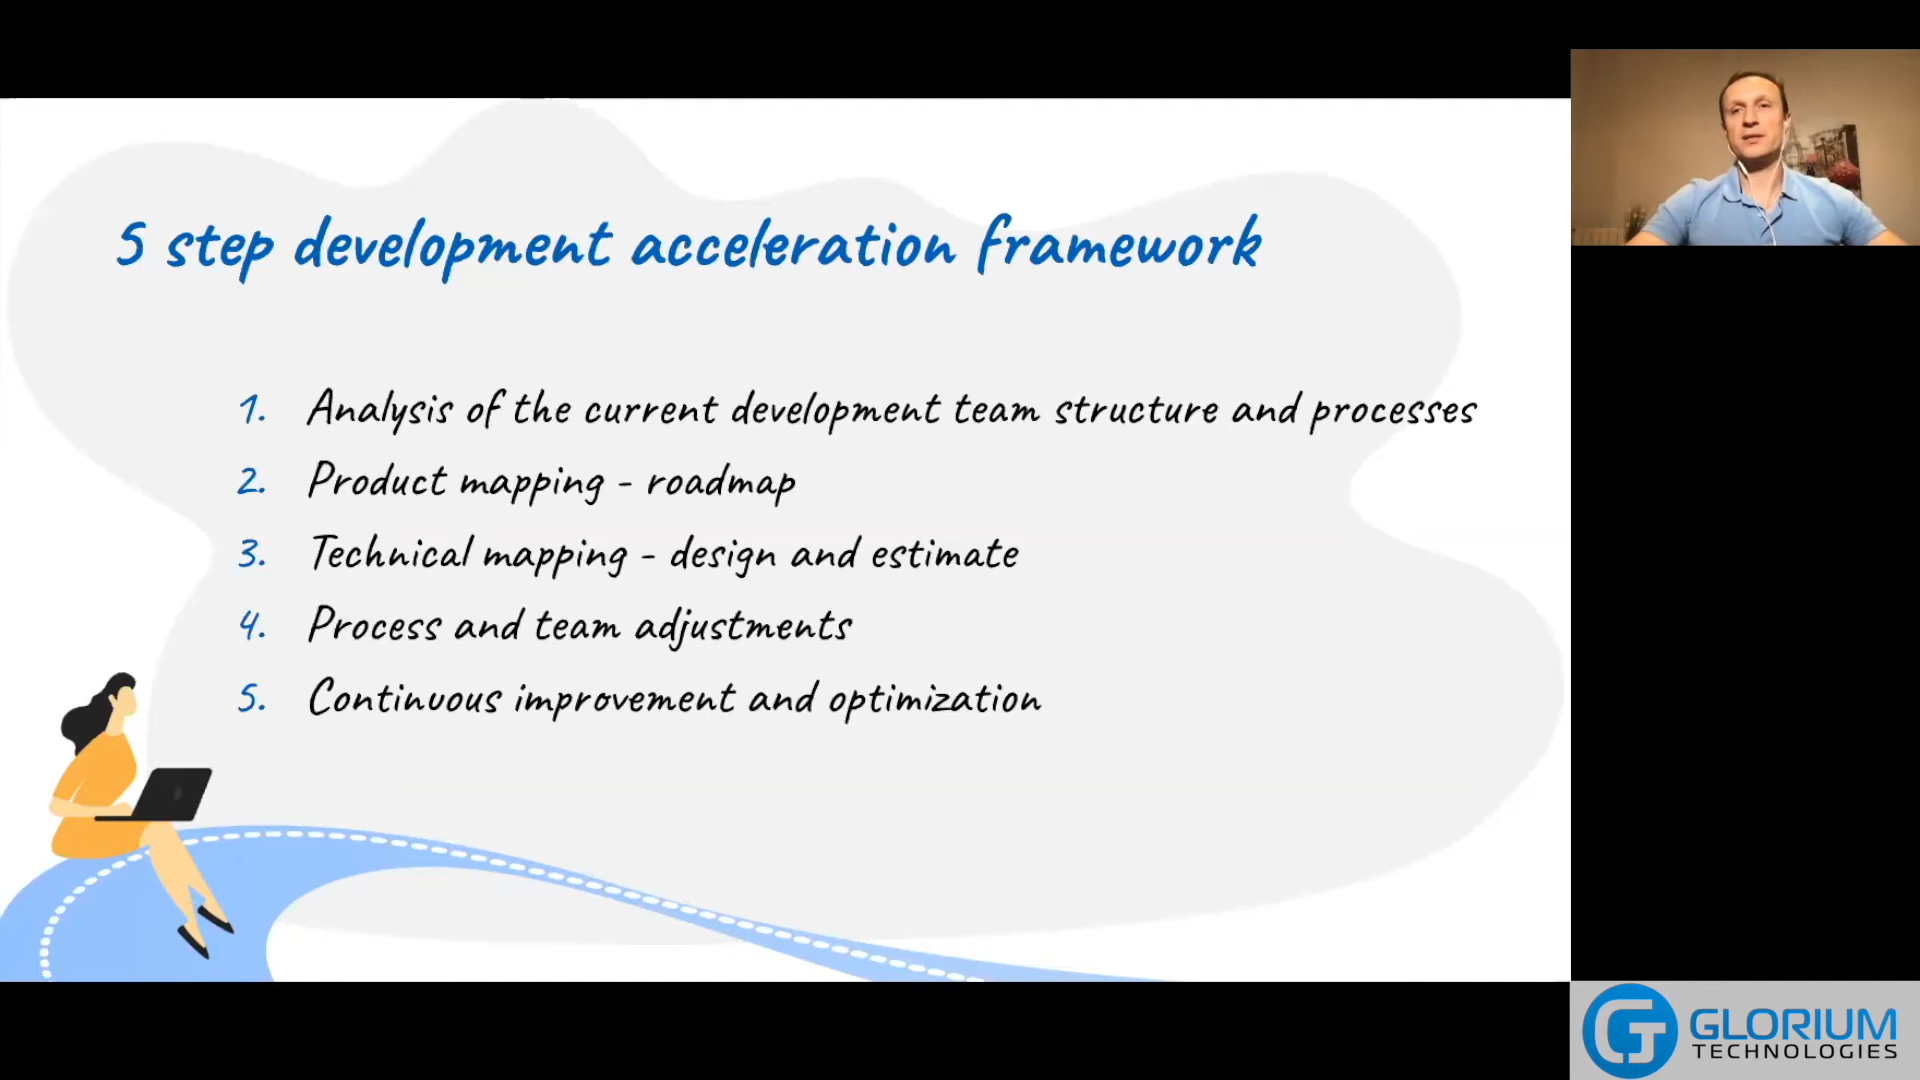 5 step development acceleration framework
1. Analysis of the current development team structure and processes
2. Product mapping - roadmap
3. Technical mapping - design and estimate
4. Process and team adjustments
5. Continuous improvement and optimization
GLORIUM
TECHNOLOGIES